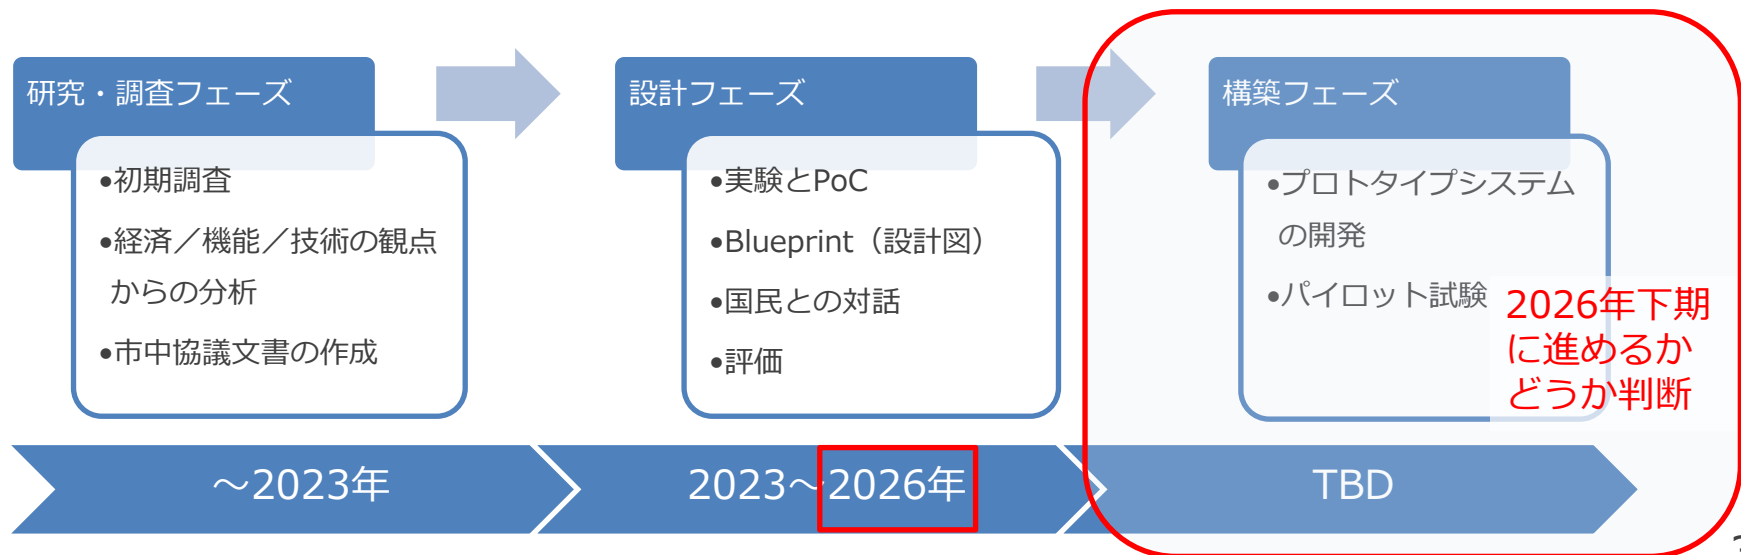 研究・調査フェーズ
•初期調査
•経済／機能／技術の観点
からの分析
•市中協議文書の作成
設計フェーズ
•実験とPoC
•Blueprint（設計図）
•国民との対話
•評価
構築フェーズ
•プロトタイプシステム
の開発
•パイロット試験
2026年下期
に進めるか
どうか判断
～2023年
2023～2026年
TBD